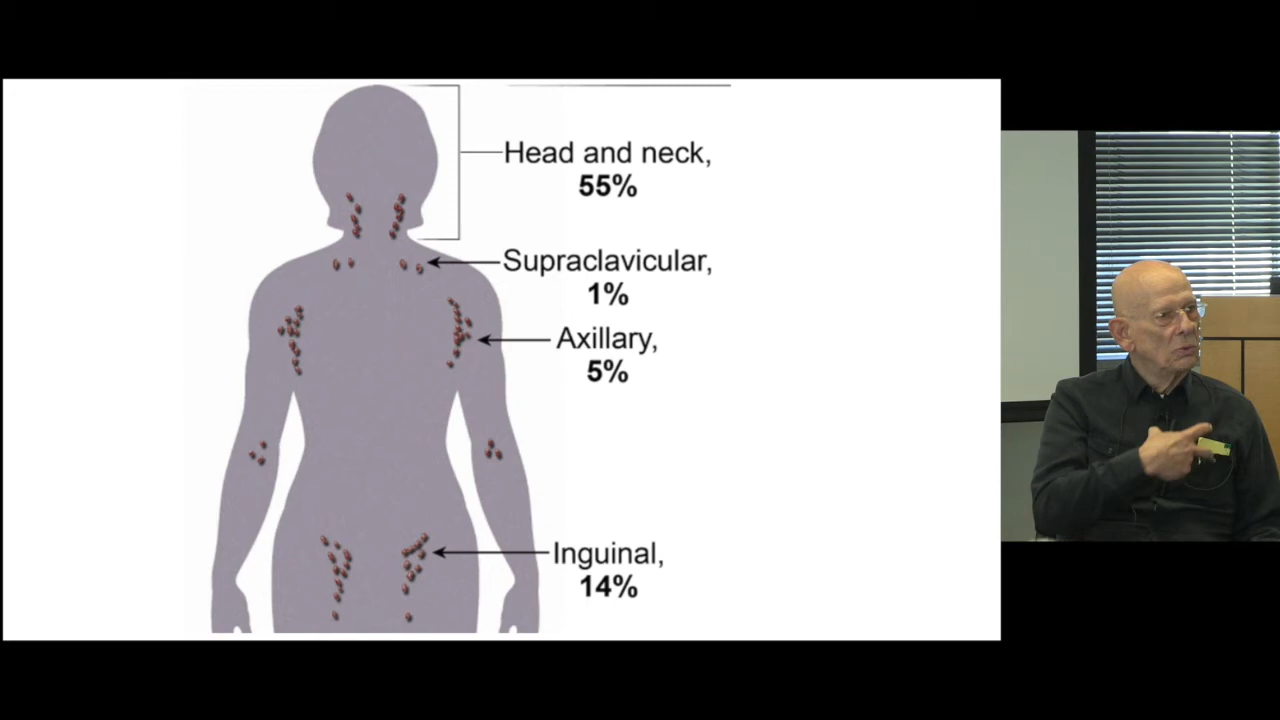 Head and neck,
55%
Supraclavicular,
1%
Axillary,
5%
Inguinal,
14%